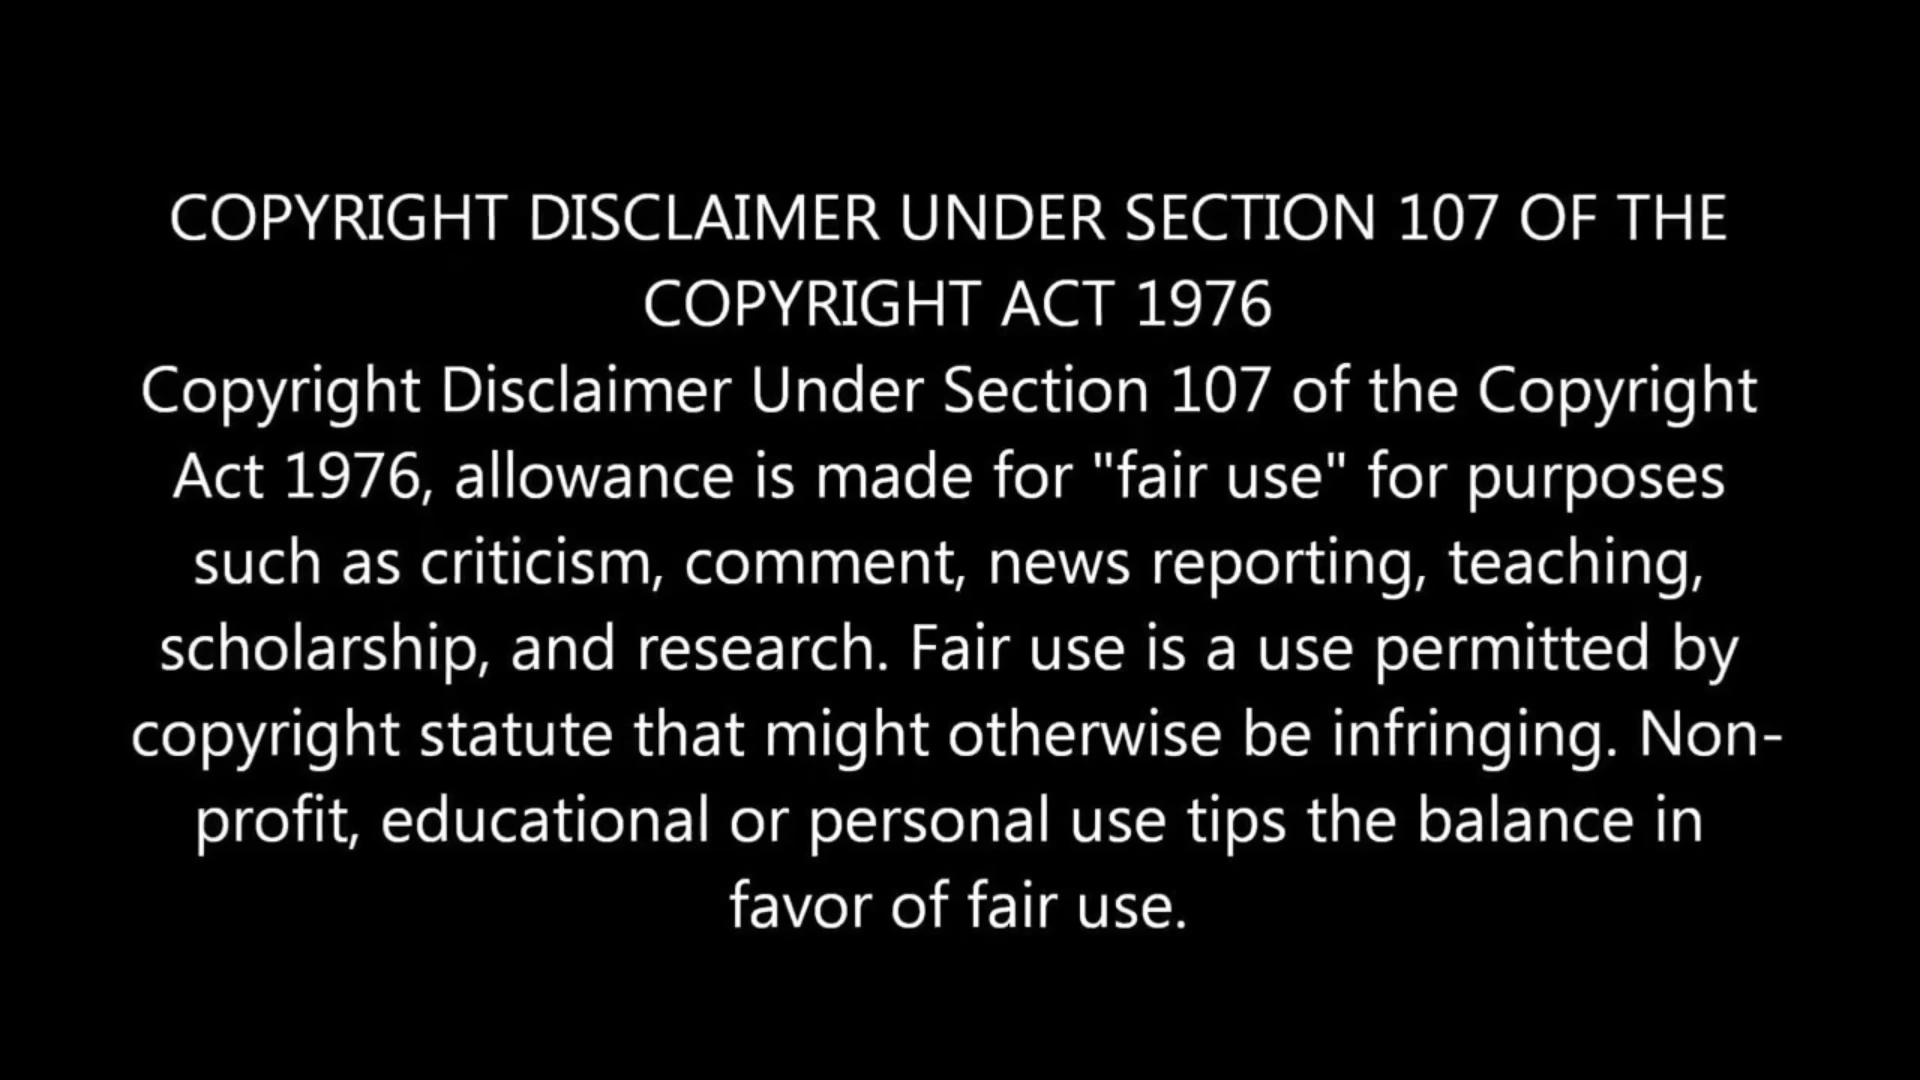 COPYRIGHT DISCLAIMER UNDER SECTION 107 OF THE
COPYRIGHT ACT 1976
Copyright Disclaimer Under Section 107 of the Copyright
Act 1976, allowance is made for "fair use" for purposes
such as criticism, comment, news reporting, teaching,
scholarship, and research. Fair use is a use permitted by
copyright statute that might otherwise be infringing. Non-
profit, educational or personal use tips the balance in
favor of fair use.